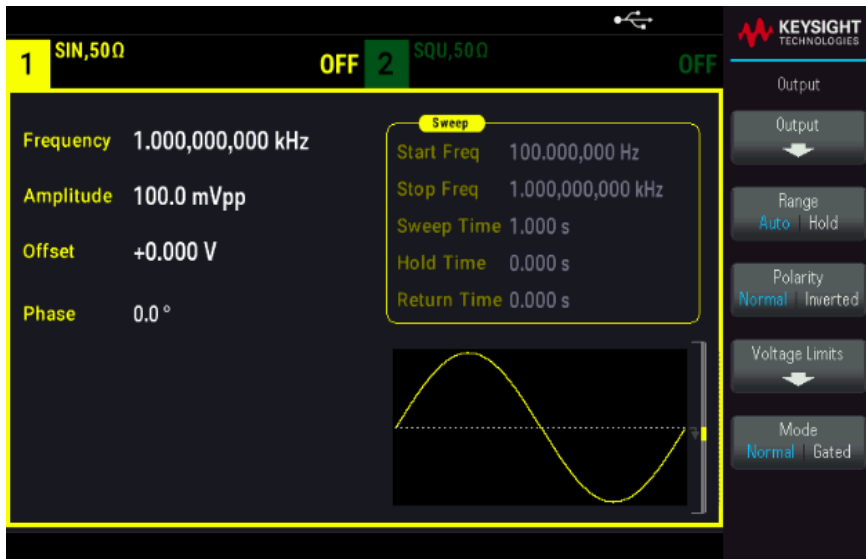 KEYSIGHT
TECHNOLOGIES
1 SIN,50Ω OFF 2 SQU,50Ω OFF
Output
Output
Frequency 1.000,000,000 kHz
Amplitude 100.0 mVpp
Offset +0.000 V
Phase 0.0 °
Sweep
Start Freq 100.000,000 Hz
Stop Freq 1.000,000,000 kHz
Sweep Time 1.000 s
Hold Time 0.000 s
Return Time 0.000 s
Range
Auto | Hold
Polarity
Normal | Inverted
Voltage Limits
Mode
Normal | Gated